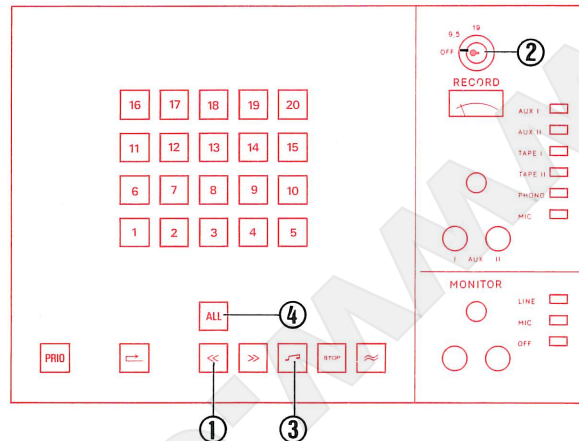 19
9.5
OFF
②
RECORD
AUX I
AUX II
TAPE I
TAPE II
PHONO
MIC
I AUX II
16 17 18 19 20
11 12 13 14 15
6 7 8 9 10
1 2 3 4 5
MONITOR
LINE
MIC
OFF
ALL ④
PRIO << >> STOP ≈
① ③